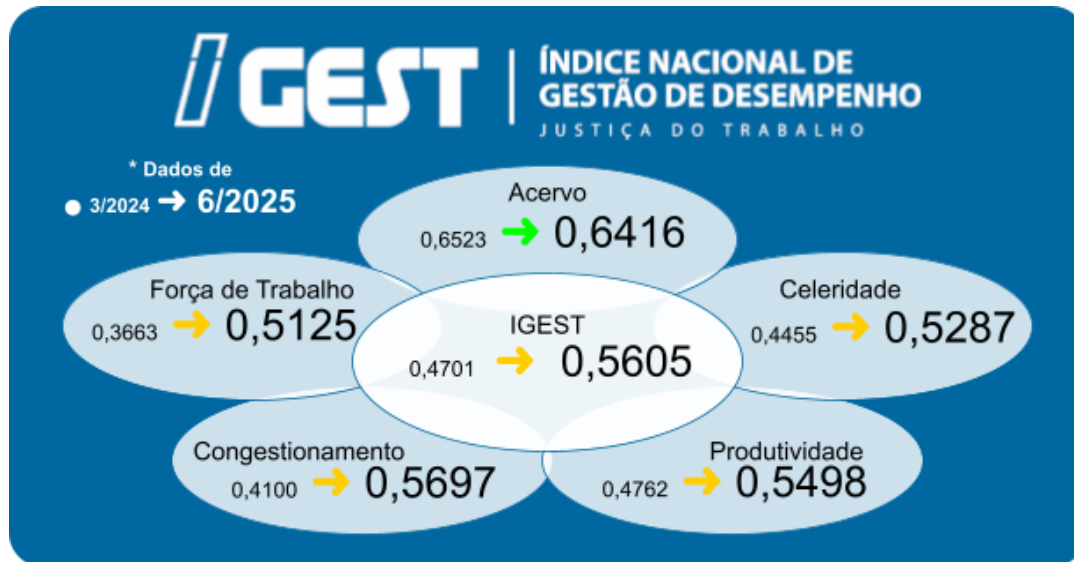 iGEST
ÍNDICE NACIONAL DE
GESTÃO DE DESEMPENHO
JUSTIÇA DO TRABALHO
* Dados de
3/2024 ➔ 6/2025
Acervo
0,6523 ➔ 0,6416
Força de Trabalho
0,3663 ➔ 0,5125
Celeridade
0,4455 ➔ 0,5287
IGEST
0,4701 ➔ 0,5605
Congestionamento
0,4100 ➔ 0,5697
Produtividade
0,4762 ➔ 0,5498